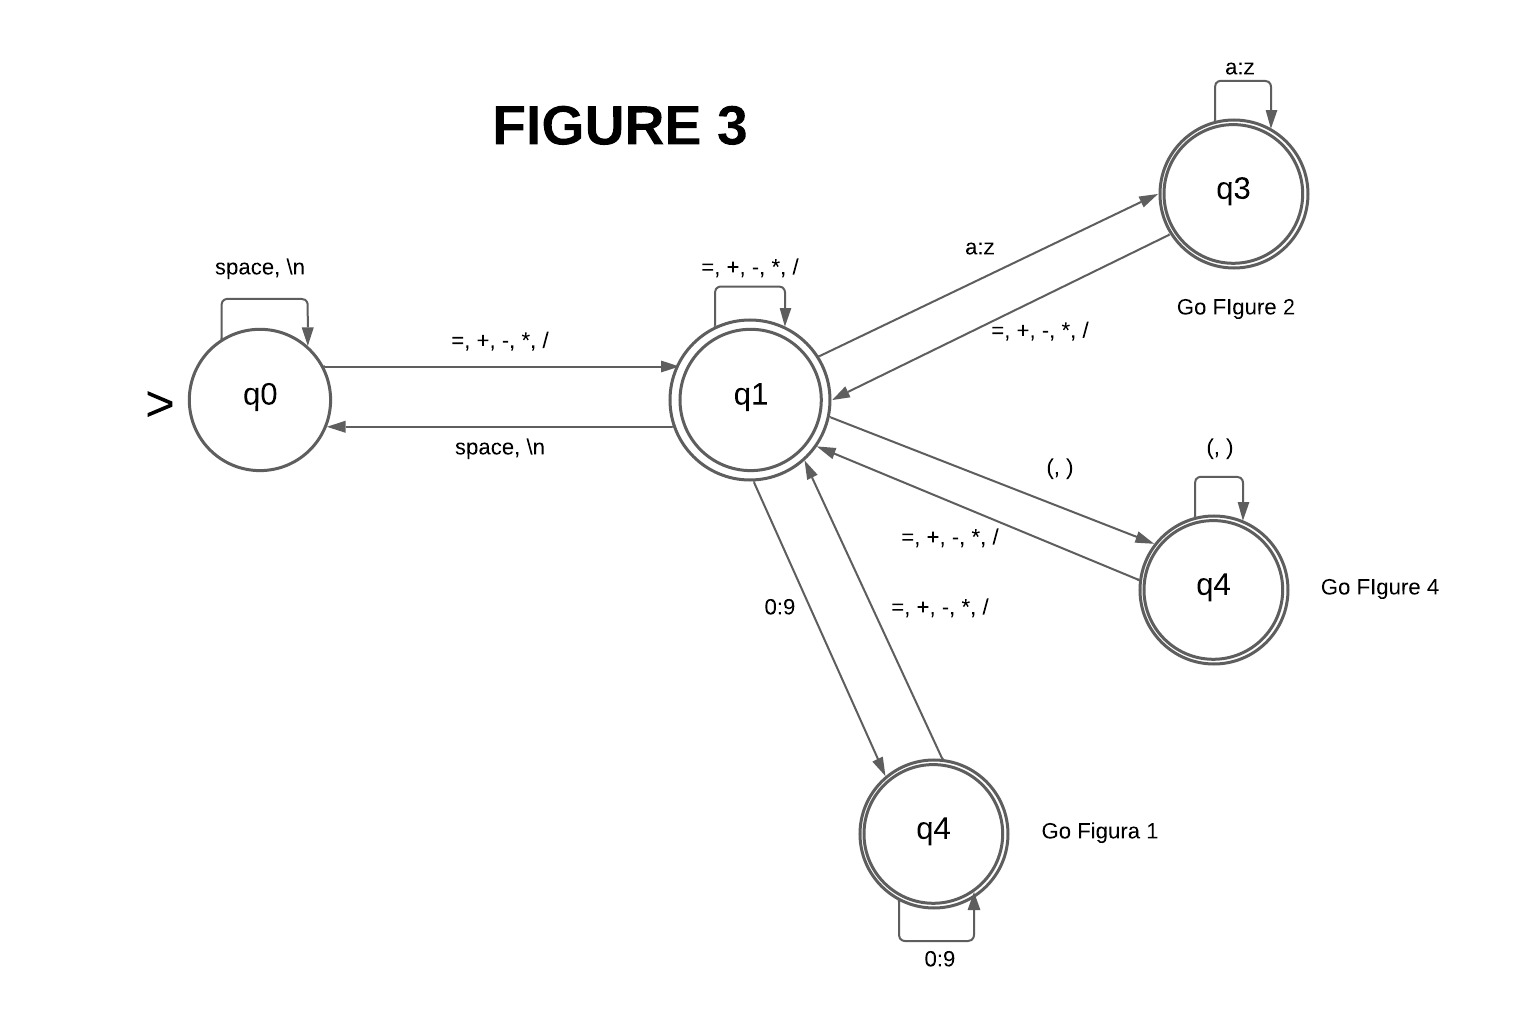 FIGURE 3
a:z
q3
a:z
space, \n
=, +, -, *, /
Go FIgure 2
=, +, -, *, /
=, +, -, *, /
>
q0
q1
space, \n
(, )
(, )
=, +, -, *, /
q4
Go FIgure 4
0:9
=, +, -, *, /
q4
Go Figura 1
0:9